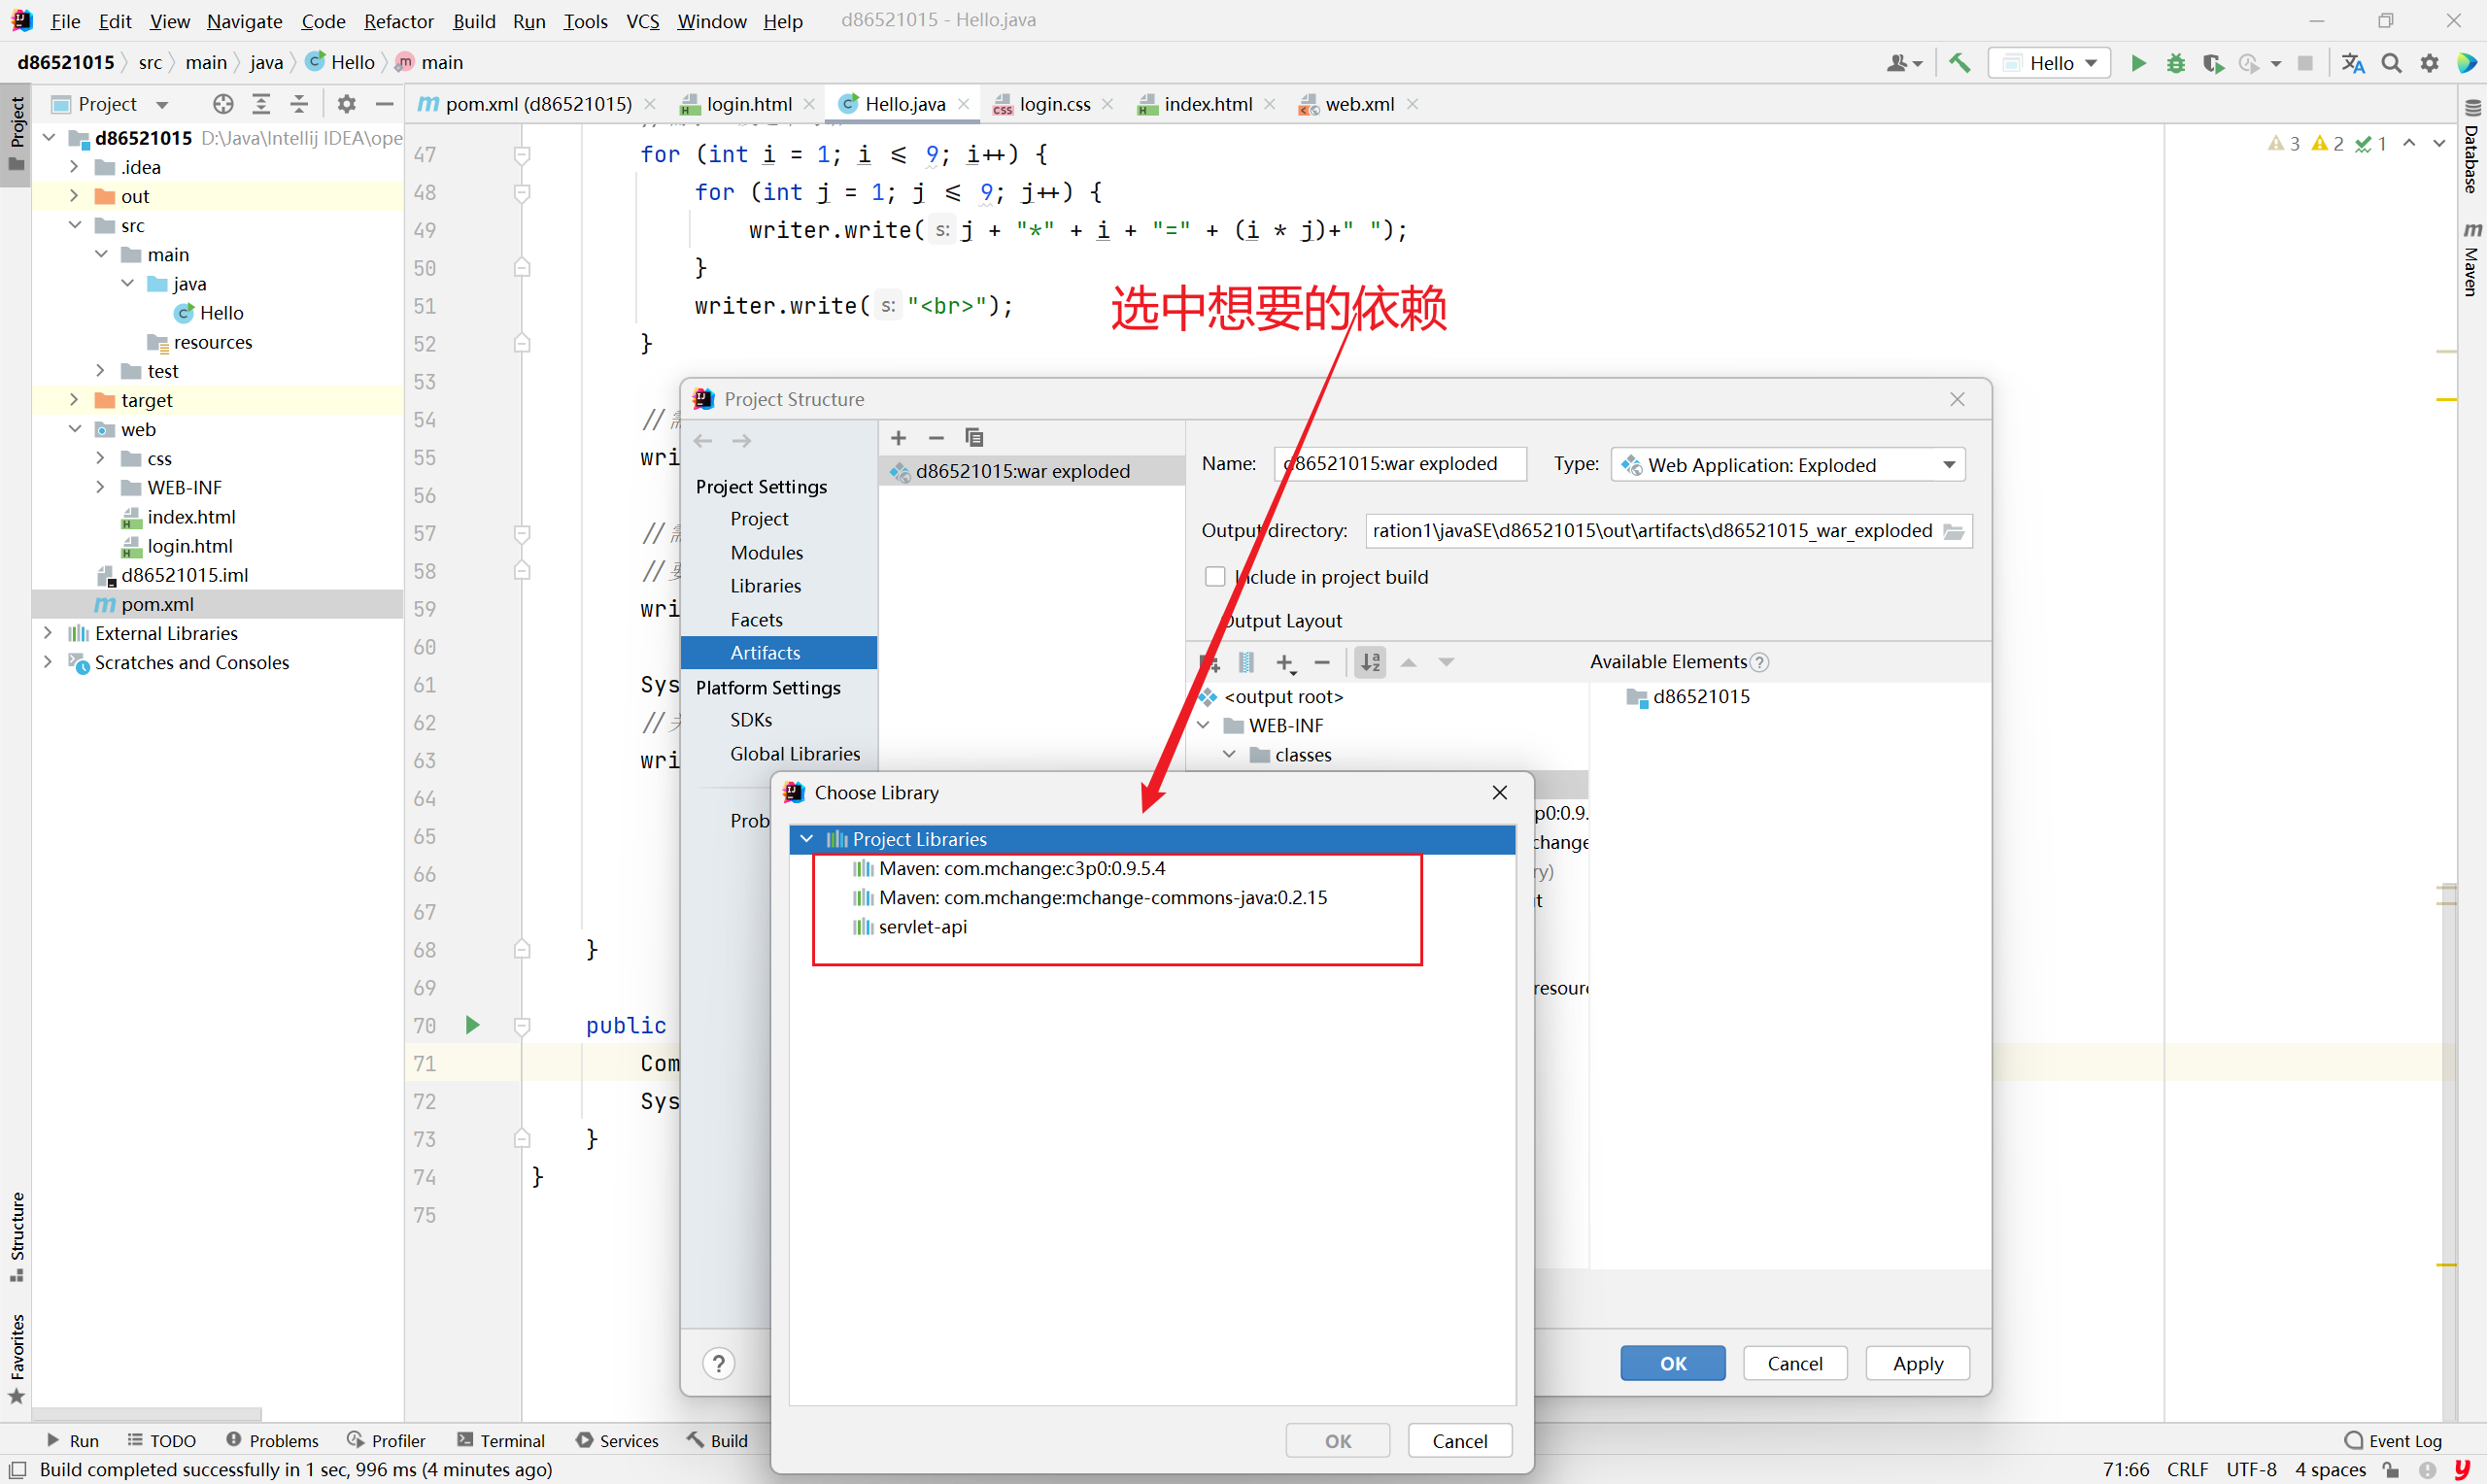 File Edit View Navigate Code Refactor Build Run Tools VCS Window Help d86521015 - Hello.java
d86521015 src main java Hello main
Hello
Project
pom.xml (d86521015) login.html Hello.java login.css index.html web.xml
d86521015 D:\Java\Intellij IDEA\ope
.idea
out
src
main
java
Hello
resources
test
target
web
css
WEB-INF
index.html
login.html
d86521015.iml
pom.xml
External Libraries
Scratches and Consoles
Project
Structure
Favorites
Database
Maven
3 2 1
47 for (int i = 1; i <= 9; i++) {
48 for (int j = 1; j <= 9; j++) {
49 writer.write( s: j + "*" + i + "=" + (i * j)+" ");
50 }
51 writer.write( s: "<br>");
52 }
53
54 //
55 wri
56
57 //
58 //要
59 wri
60
61 Sys
62 //
63 wri
64
65
66
67
68 }
69
70 public
71 Com
72 Sys
73 }
74 }
75
选中想要的依赖
Project Structure
Project Settings
Project
Modules
Libraries
Facets
Artifacts
Platform Settings
SDKs
Global Libraries
Prob
d86521015:war exploded
Name: d86521015:war exploded Type: Web Application: Exploded
Output directory: ration1\javaSE\d86521015\out\artifacts\d86521015_war_exploded
Include in project build
Output Layout
Available Elements
<output root>
WEB-INF
classes
d86521015
p0:0.9.
change
ry)
t
resour
OK Cancel Apply
Choose Library
Project Libraries
Maven: com.mchange:c3p0:0.9.5.4
Maven: com.mchange:mchange-commons-java:0.2.15
servlet-api
OK Cancel
Run TODO Problems Profiler Terminal Services Build Event Log
Build completed successfully in 1 sec, 996 ms (4 minutes ago) 71:66 CRLF UTF-8 4 spaces